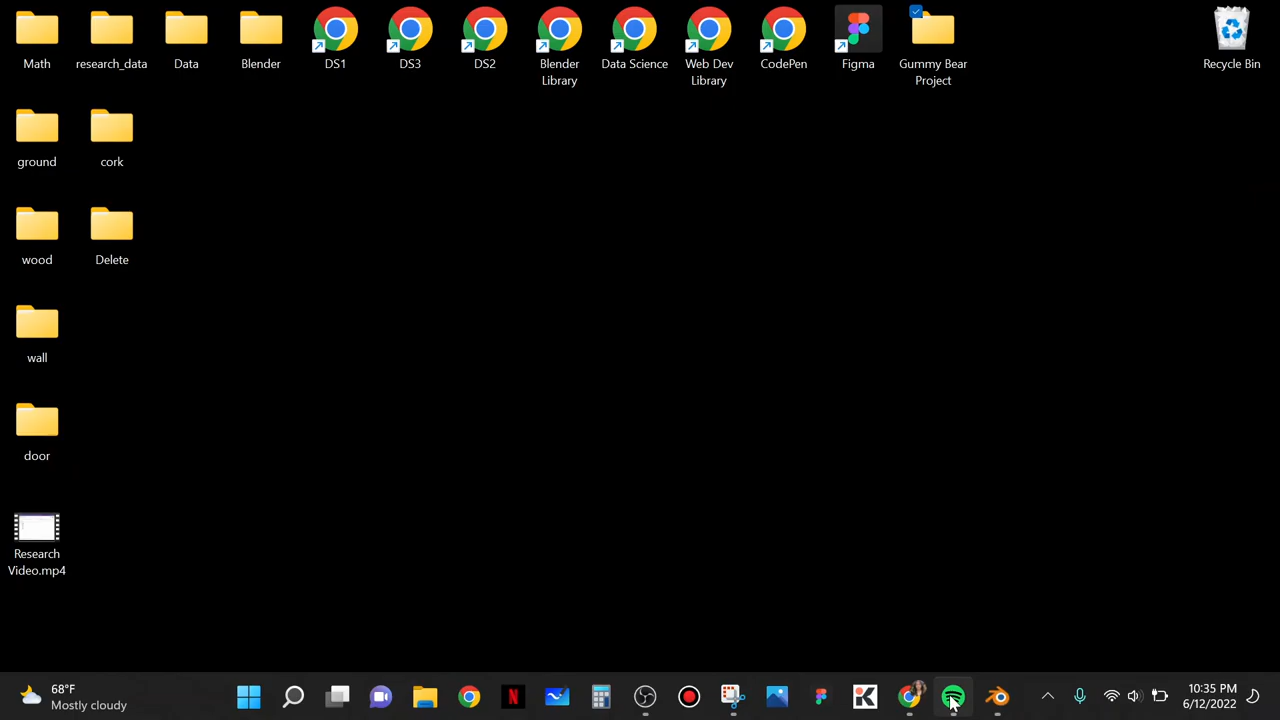 Math
research_data
Data
Blender
DS1
DS3
DS2
Blender
Library
Data Science
Web Dev
Library
CodePen
Figma
Gummy Bear
Project
Recycle Bin
ground
cork
wood
Delete
wall
door
Research
Video.mp4
68°F
Mostly cloudy
N
K
10:35 PM
6/12/2022